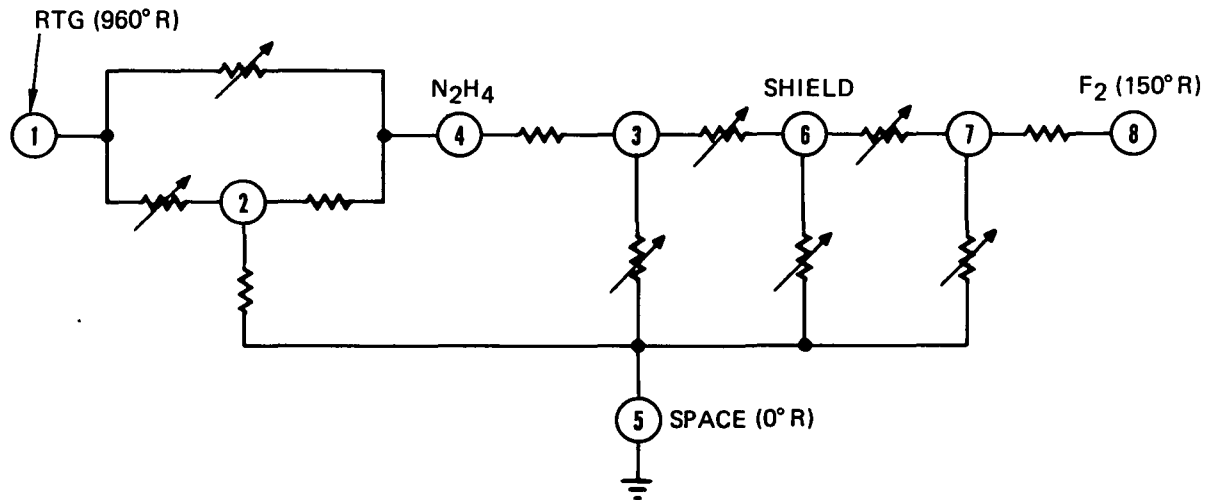 RTG (960° R)
N₂H₄
SHIELD
F₂ (150° R)
1
4
3
6
7
8
2
5
SPACE (0° R)